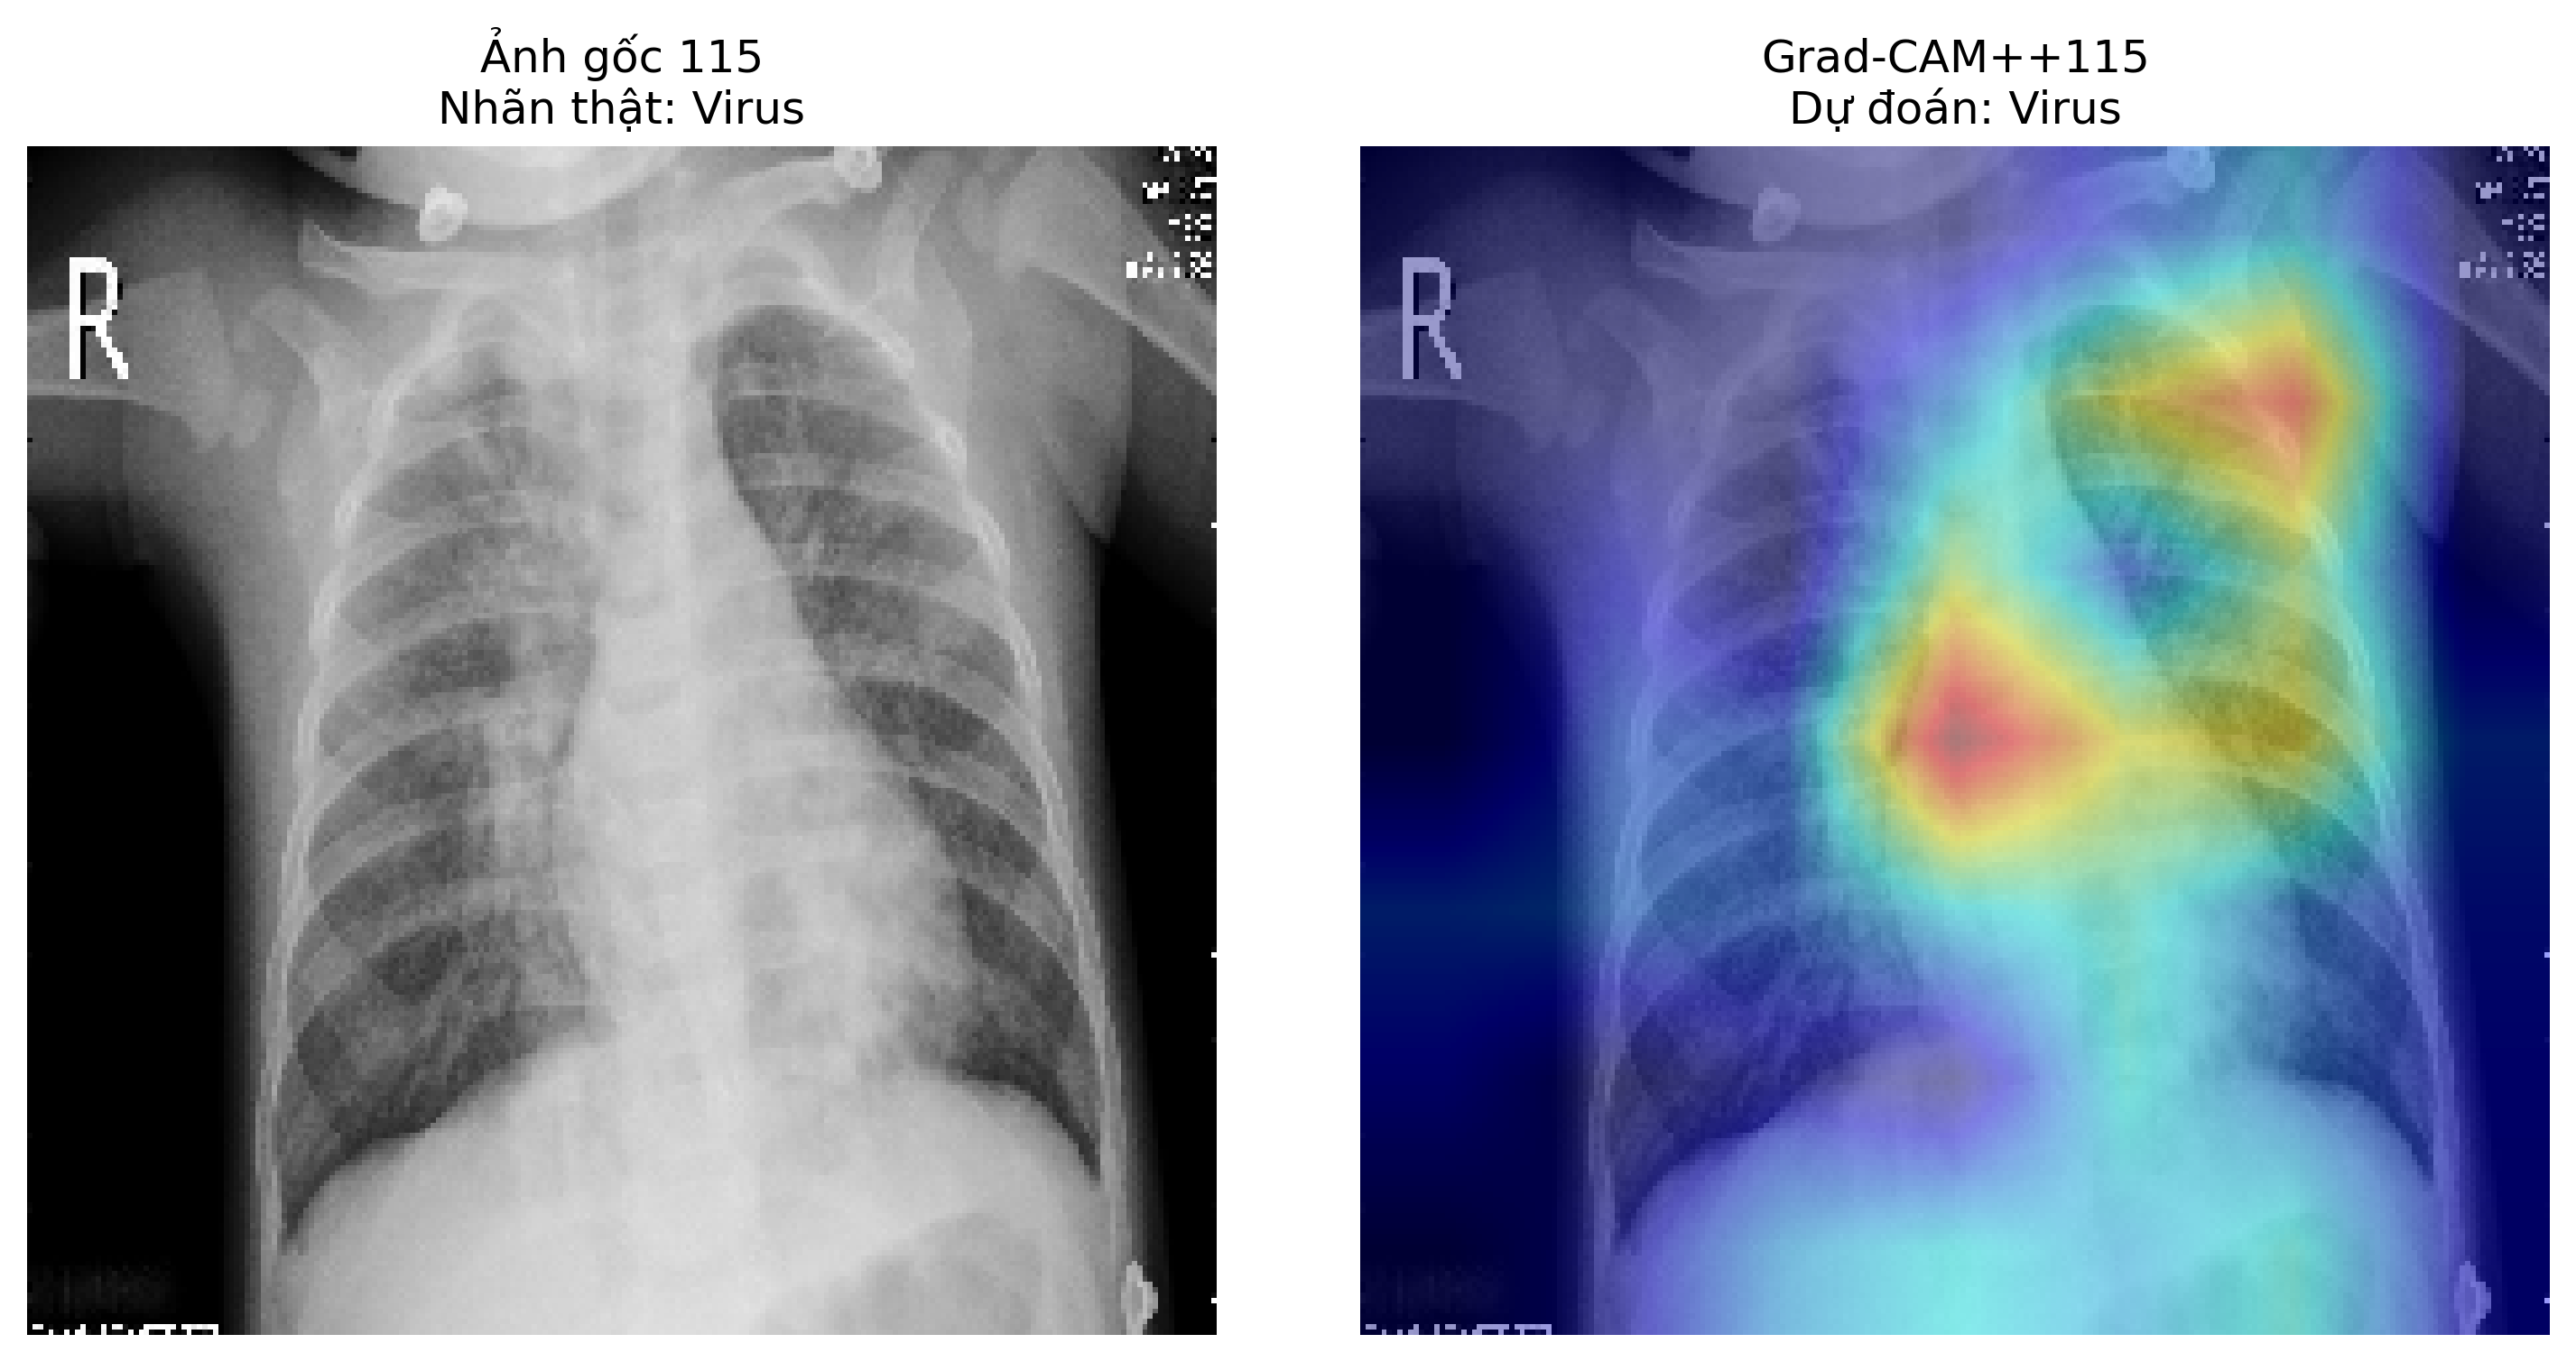 Ảnh gốc 115
Nhãn thật: Virus
Grad-CAM++115
Dự đoán: Virus
R
R